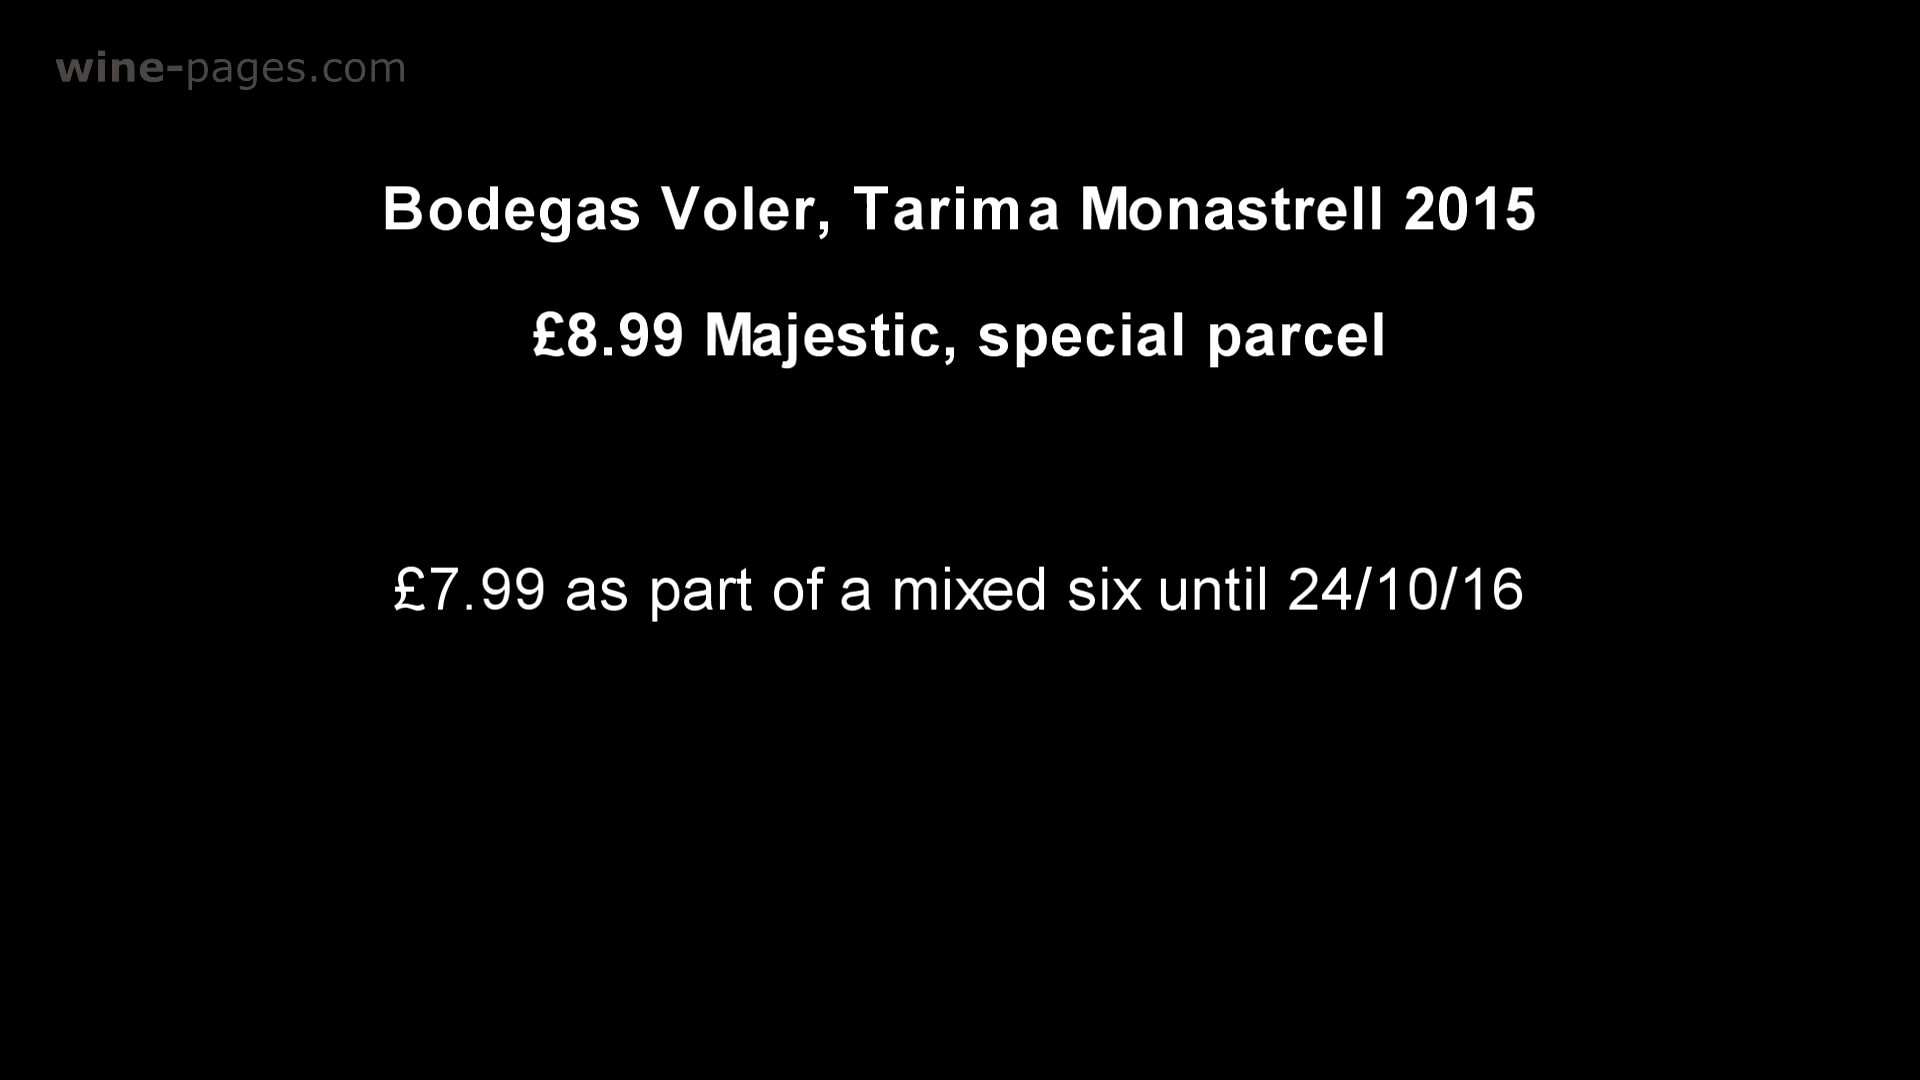 wine-pages.com
Bodegas Voler, Tarima Monastrell 2015
£8.99 Majestic, special parcel
£7.99 as part of a mixed six until 24/10/16